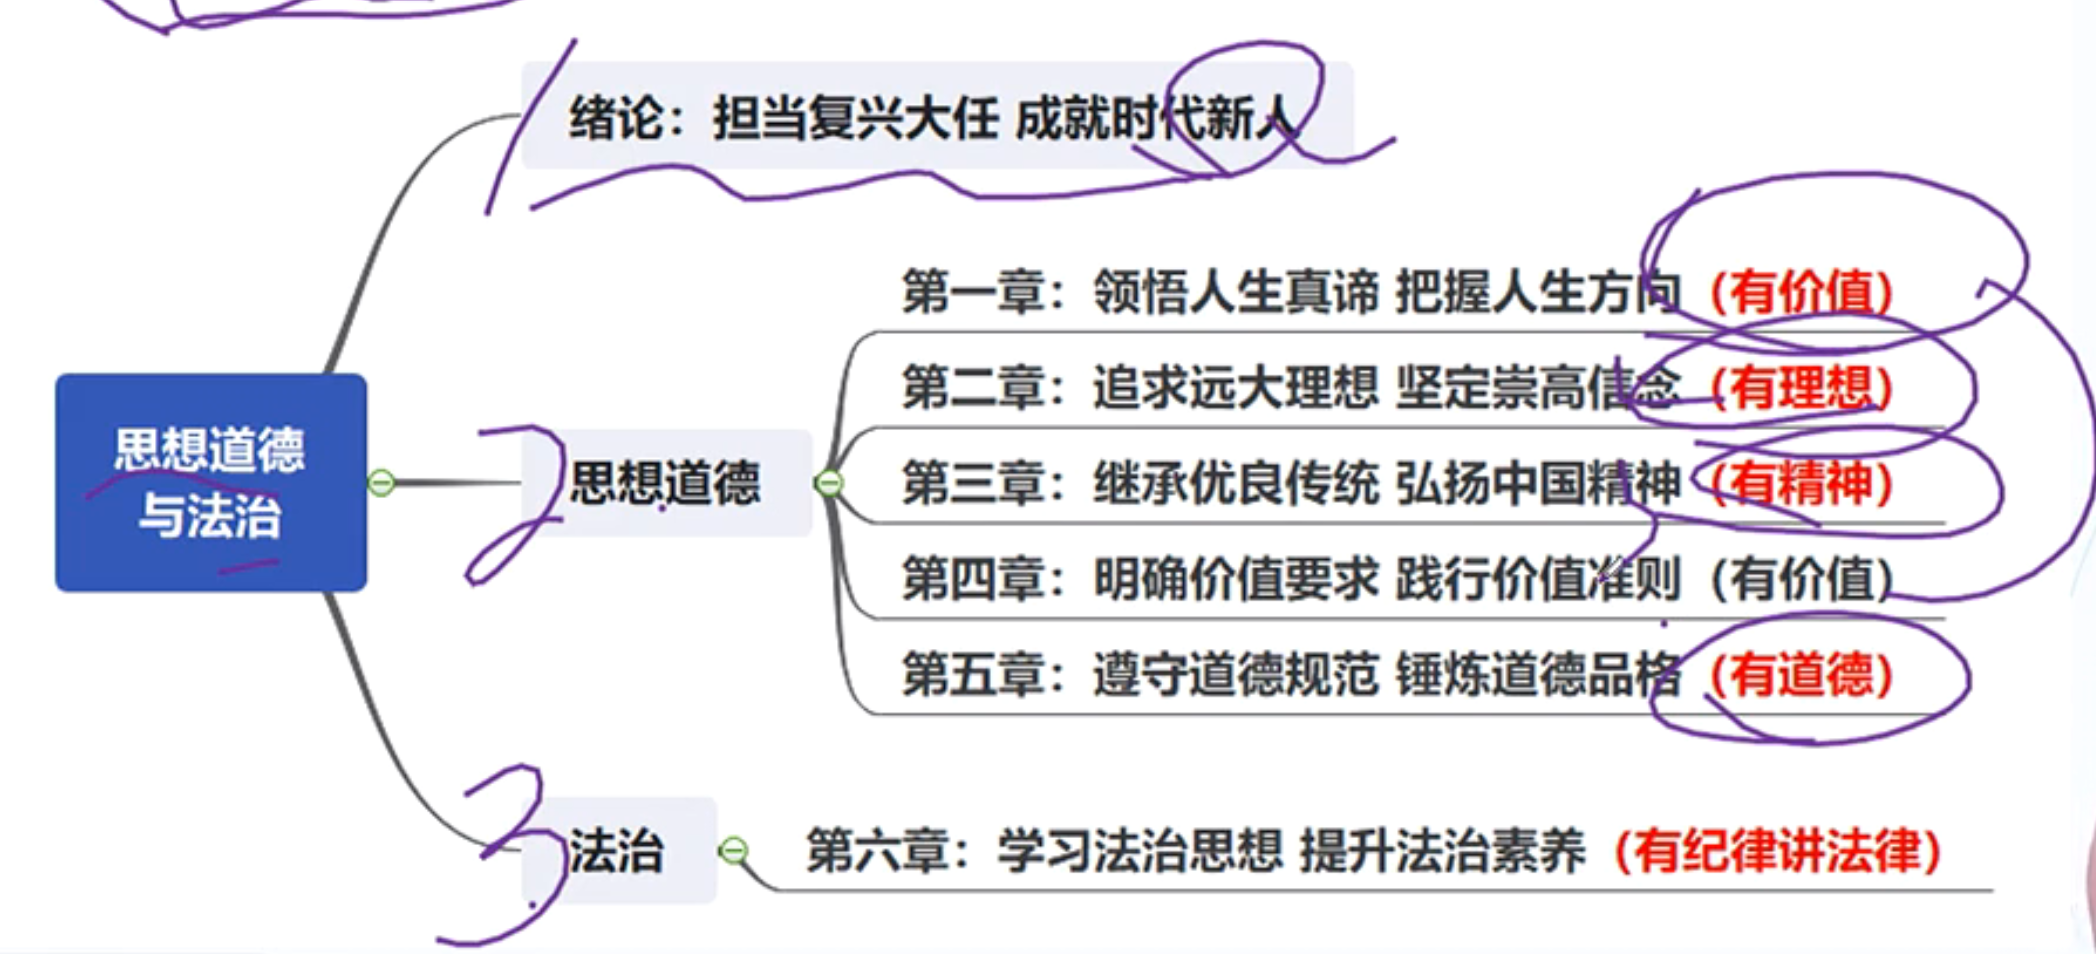 绪论：担当复兴大任 成就时代新人
第一章：领悟人生真谛 把握人生方向（有价值）
第二章：追求远大理想 坚定崇高信念（有理想）
思想道德
与法治
思想道德
第三章：继承优良传统 弘扬中国精神（有精神）
第四章：明确价值要求 践行价值准则（有价值）
第五章：遵守道德规范 锤炼道德品格（有道德）
法治
第六章：学习法治思想 提升法治素养（有纪律讲法律）